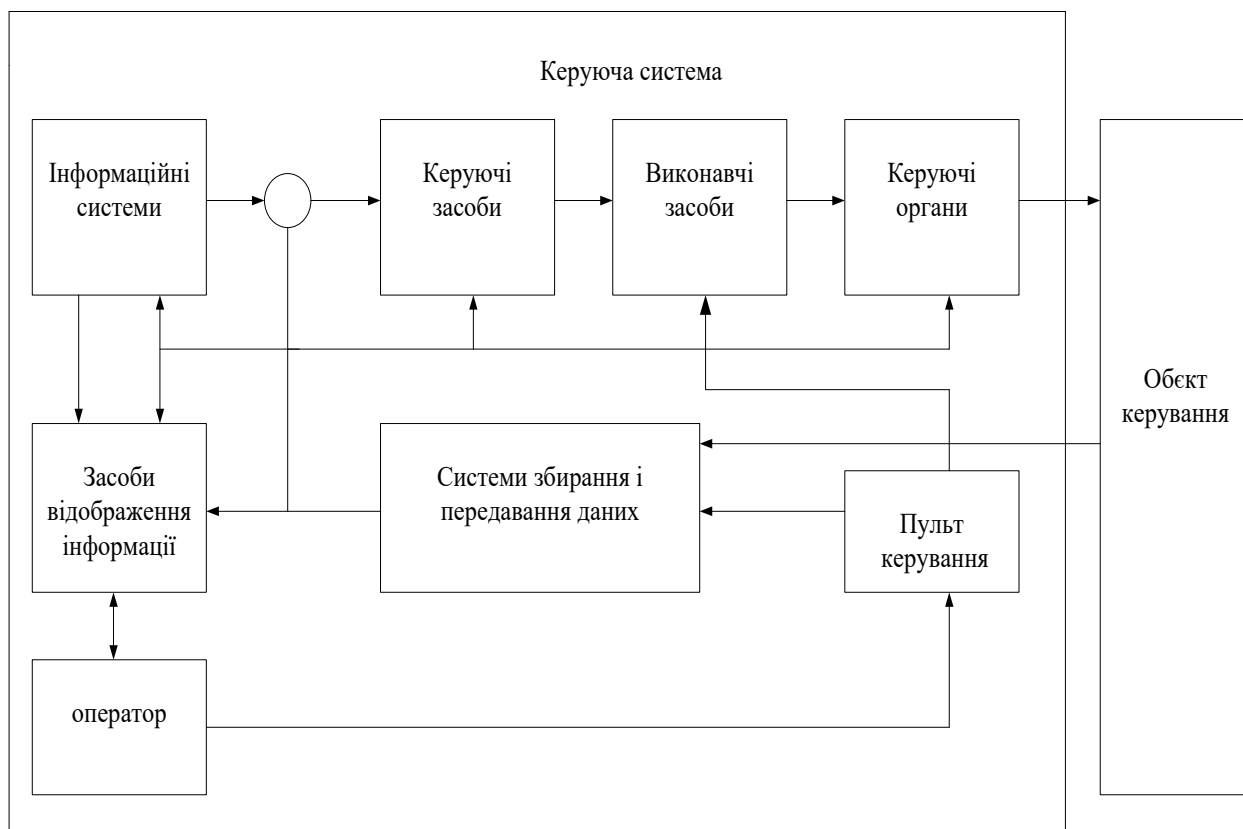 Керуюча система
Інформаційні
системи
Керуючі
засоби
Виконавчі
засоби
Керуючі
органи
Обєкт
керування
Засоби
відображення
інформації
Системи збирання і
передавання даних
Пульт
керування
оператор